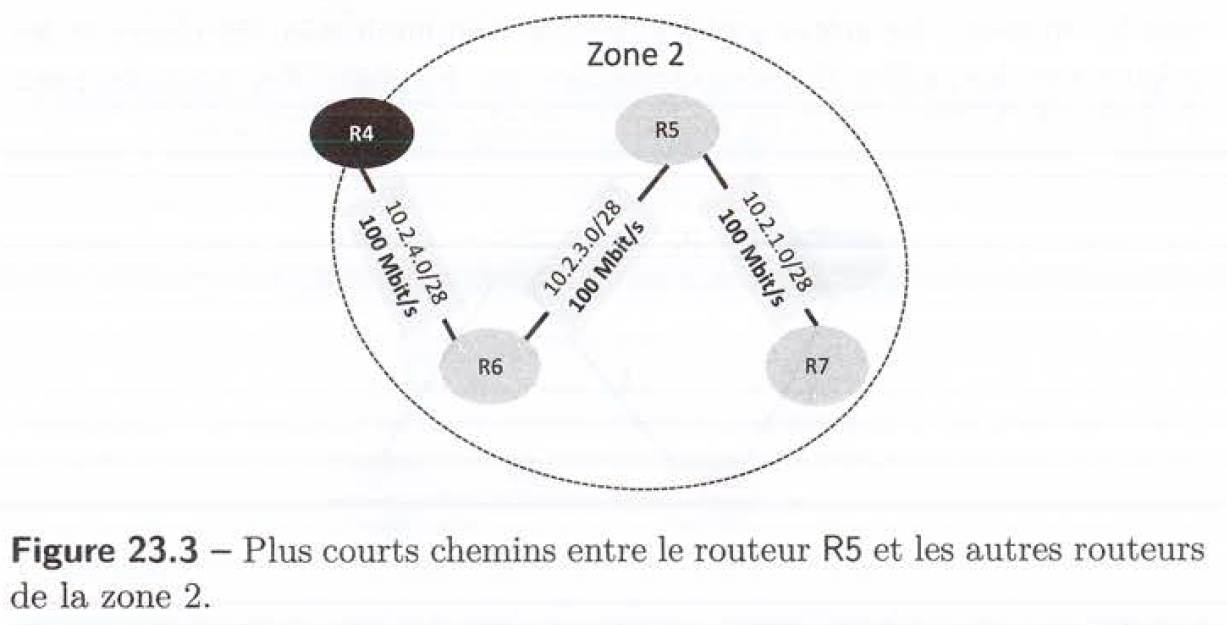 Zone 2
R4
R5
10.2.4.0/28
100 Mbit/s
10.2.3.0/28
100 Mbit/s
10.2.1.0/28
100 Mbit/s
R6
R7
Figure 23.3 – Plus courts chemins entre le routeur R5 et les autres routeurs
de la zone 2.